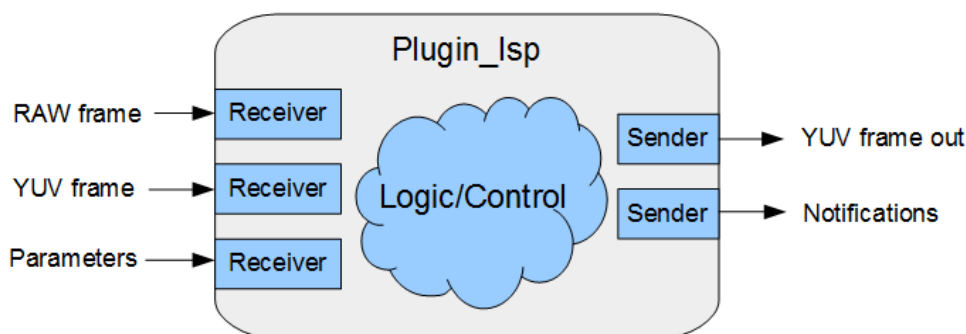 Plugin_Isp
RAW frame
Receiver
YUV frame
Receiver
Parameters
Receiver
Logic/Control
Sender
YUV frame out
Sender
Notifications